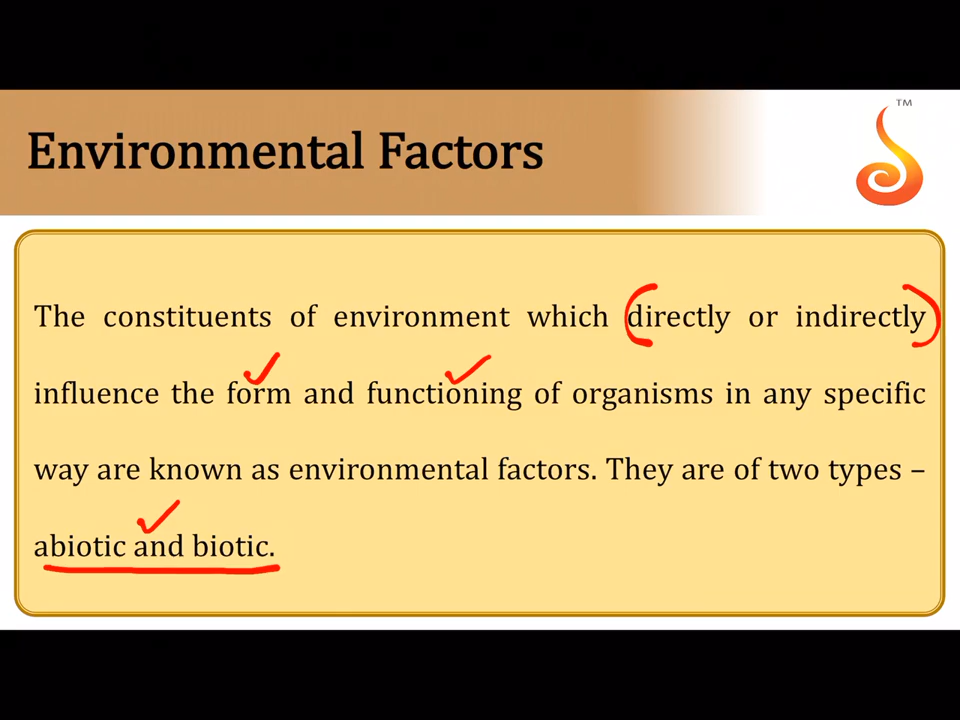 TM
Environmental Factors
The constituents of environment which directly or indirectly
influence the form and functioning of organisms in any specific
way are known as environmental factors. They are of two types –
abiotic and biotic.